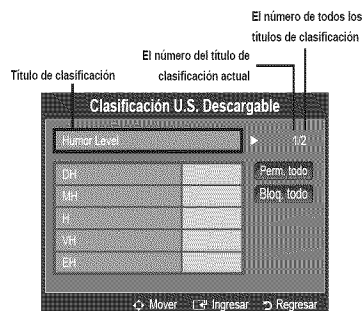 El número de todos los
títulos de clasificación
El número del título de
clasificación actual
Título de clasificación
Clasificación U.S. Descargable
Humor Level
1/2
DH
MH
H
VH
EH
Perm. todo
Bloq. todo
Mover
Ingresar
Regresar